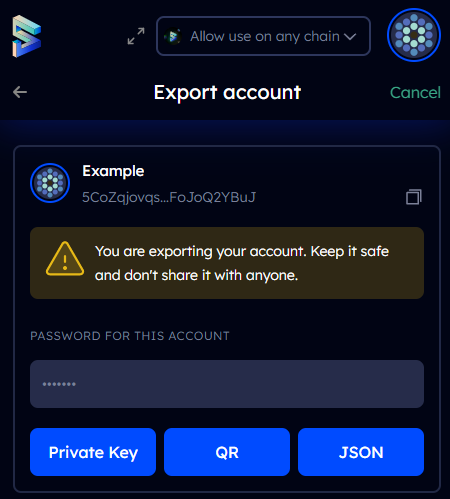 Allow use on any chain
Export account
Cancel
Example
5CoZqjovqs...FoJoQ2YBuJ
You are exporting your account. Keep it safe
and don't share it with anyone.
PASSWORD FOR THIS ACCOUNT
•••••••
Private Key
QR
JSON